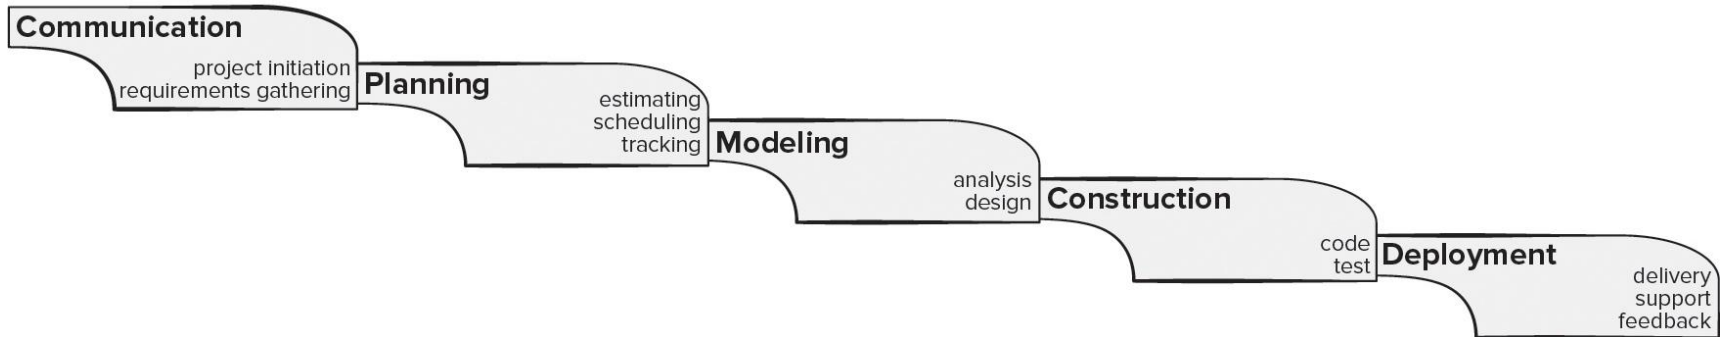 Communication
project initiation
requirements gathering
Planning
estimating
scheduling
tracking
Modeling
analysis
design
Construction
code
test
Deployment
delivery
support
feedback